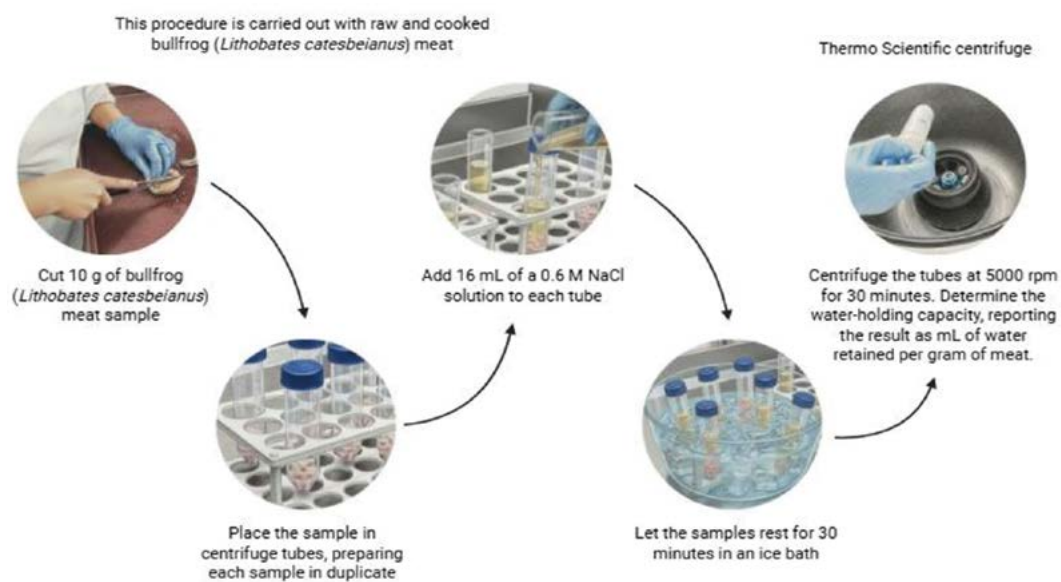 This procedure is carried out with raw and cooked
bullfrog (Lithobates catesbeianus) meat
Thermo Scientific centrifuge
Cut 10 g of bullfrog
(Lithobates catesbeianus)
meat sample
Add 16 mL of a 0.6 M NaCl
solution to each tube
Centrifuge the tubes at 5000 rpm
for 30 minutes. Determine the
water-holding capacity, reporting
the result as mL of water
retained per gram of meat.
Place the sample in
centrifuge tubes, preparing
each sample in duplicate
Let the samples rest for 30
minutes in an ice bath